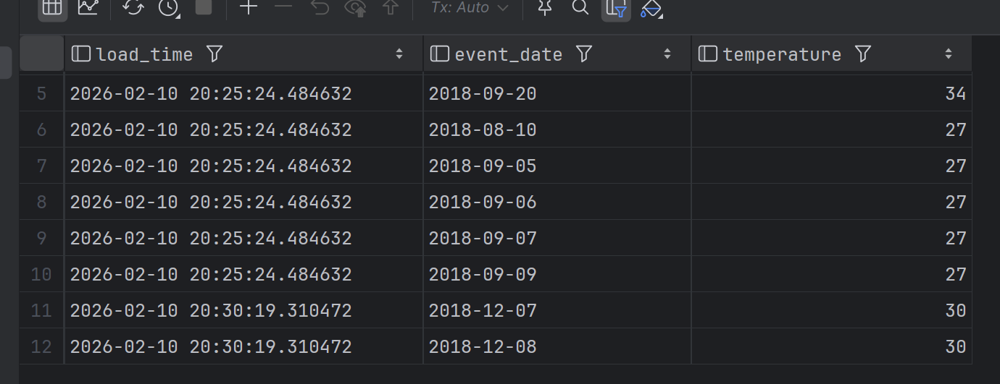 Tx: Auto
load_time event_date temperature
5 2026-02-10 20:25:24.484632 2018-09-20 34
6 2026-02-10 20:25:24.484632 2018-08-10 27
7 2026-02-10 20:25:24.484632 2018-09-05 27
8 2026-02-10 20:25:24.484632 2018-09-06 27
9 2026-02-10 20:25:24.484632 2018-09-07 27
10 2026-02-10 20:25:24.484632 2018-09-09 27
11 2026-02-10 20:30:19.310472 2018-12-07 30
12 2026-02-10 20:30:19.310472 2018-12-08 30